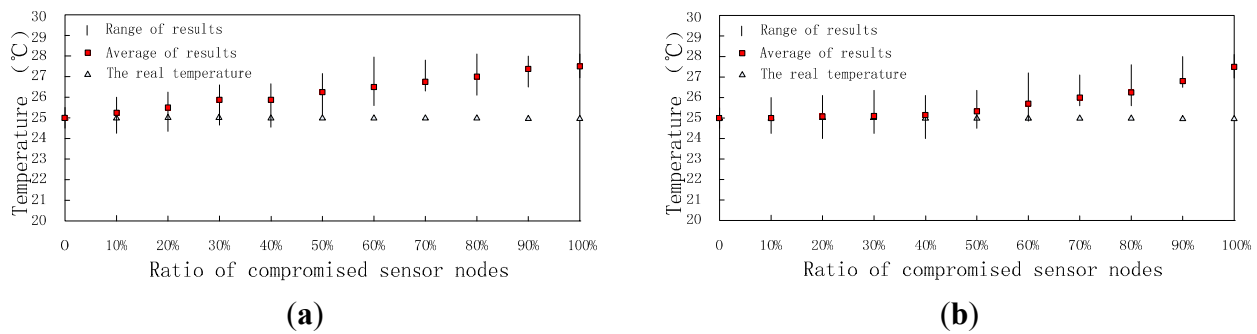 30
29
28
27
26
25
24
23
22
21
20
Temperature (℃)
Range of results
Average of results
The real temperature
0 10% 20% 30% 40% 50% 60% 70% 80% 90% 100%
Ratio of compromised sensor nodes
(a)
30
29
28
27
26
25
24
23
22
21
20
Temperature (℃)
Range of results
Average of results
The real temperature
0 10% 20% 30% 40% 50% 60% 70% 80% 90% 100%
Ratio of compromised sensor nodes
(b)